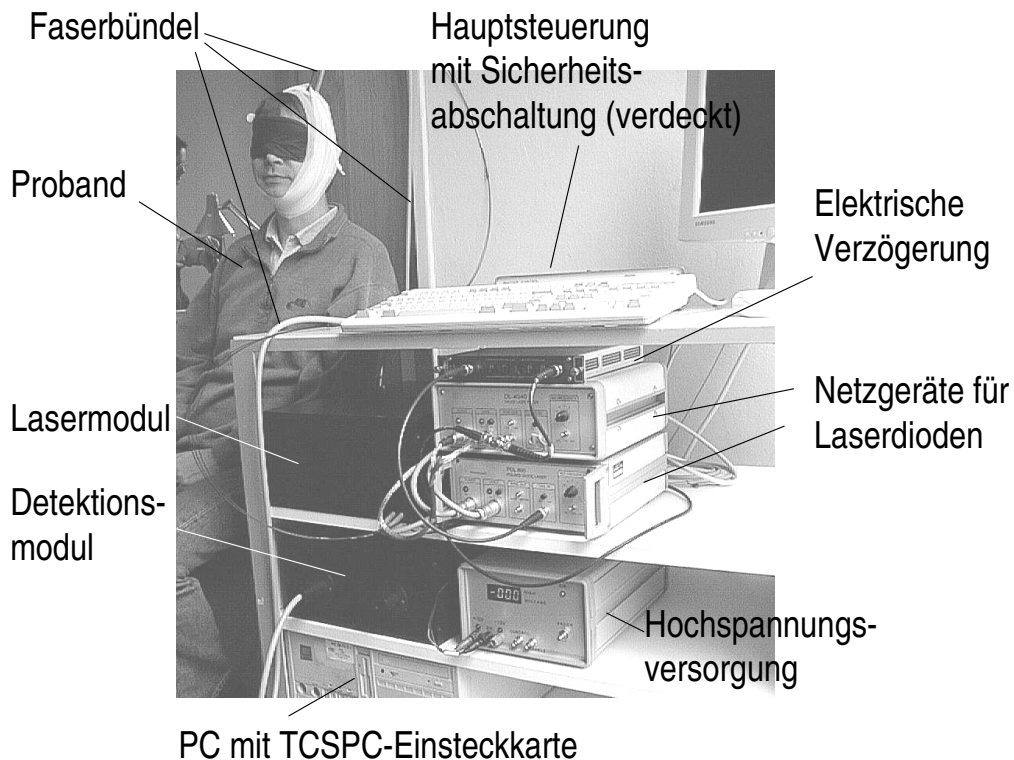 Faserbündel
Hauptsteuerung
mit Sicherheits-
abschaltung (verdeckt)
Proband
SAMSUNG
Elektrische
Verzögerung
Lasermodul
Netzgeräte für
Laserdioden
Detektions-
modul
-000
Hochspannungs-
versorgung
PC mit TCSPC-Einsteckkarte